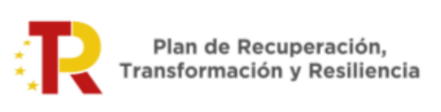 Plan de Recuperación,
Transformación y Resiliencia